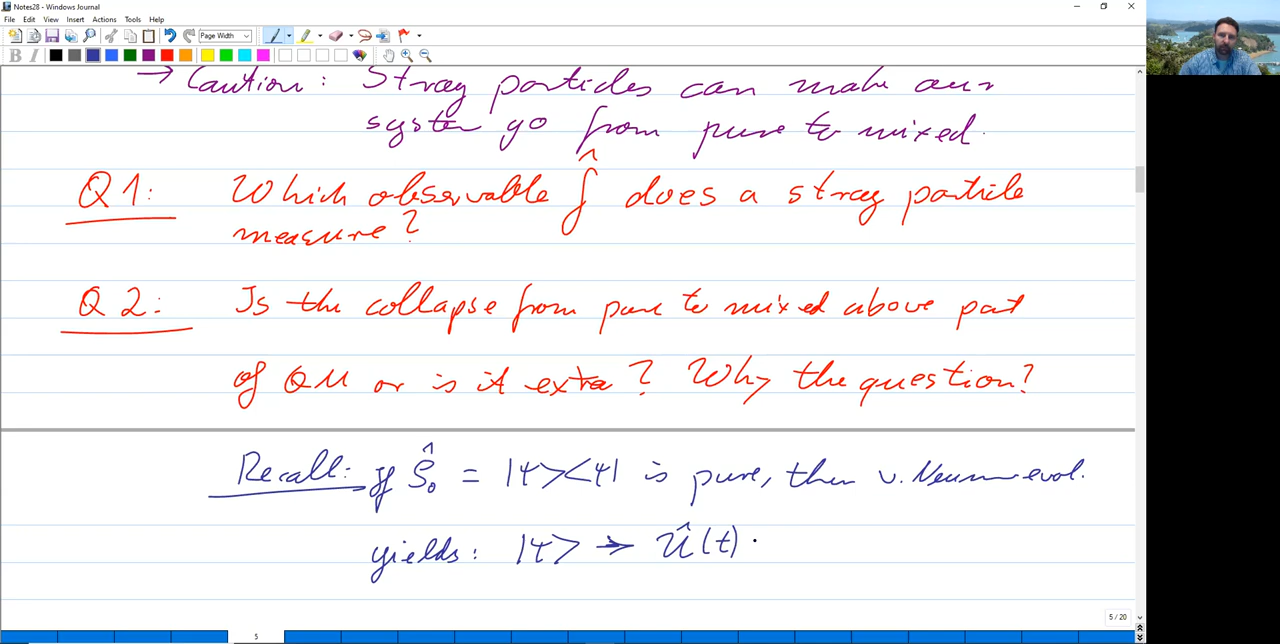 Notes28 - Windows Journal
File Edit View Insert Actions Tools Help
Page Width
B I
→ Caution: Stray particles can make our
system go from pure to mixed.
Q1: Which observable f̂ does a stray particle
measure?
Q2: Is the collapse from pure to mixed above part
of QM or is it extra? Why the question?
Recall: if ρ̂₀ = |ψ><ψ| is pure, then v. Neumann evol.
yields: |ψ> → Û(t)
5 / 20
5